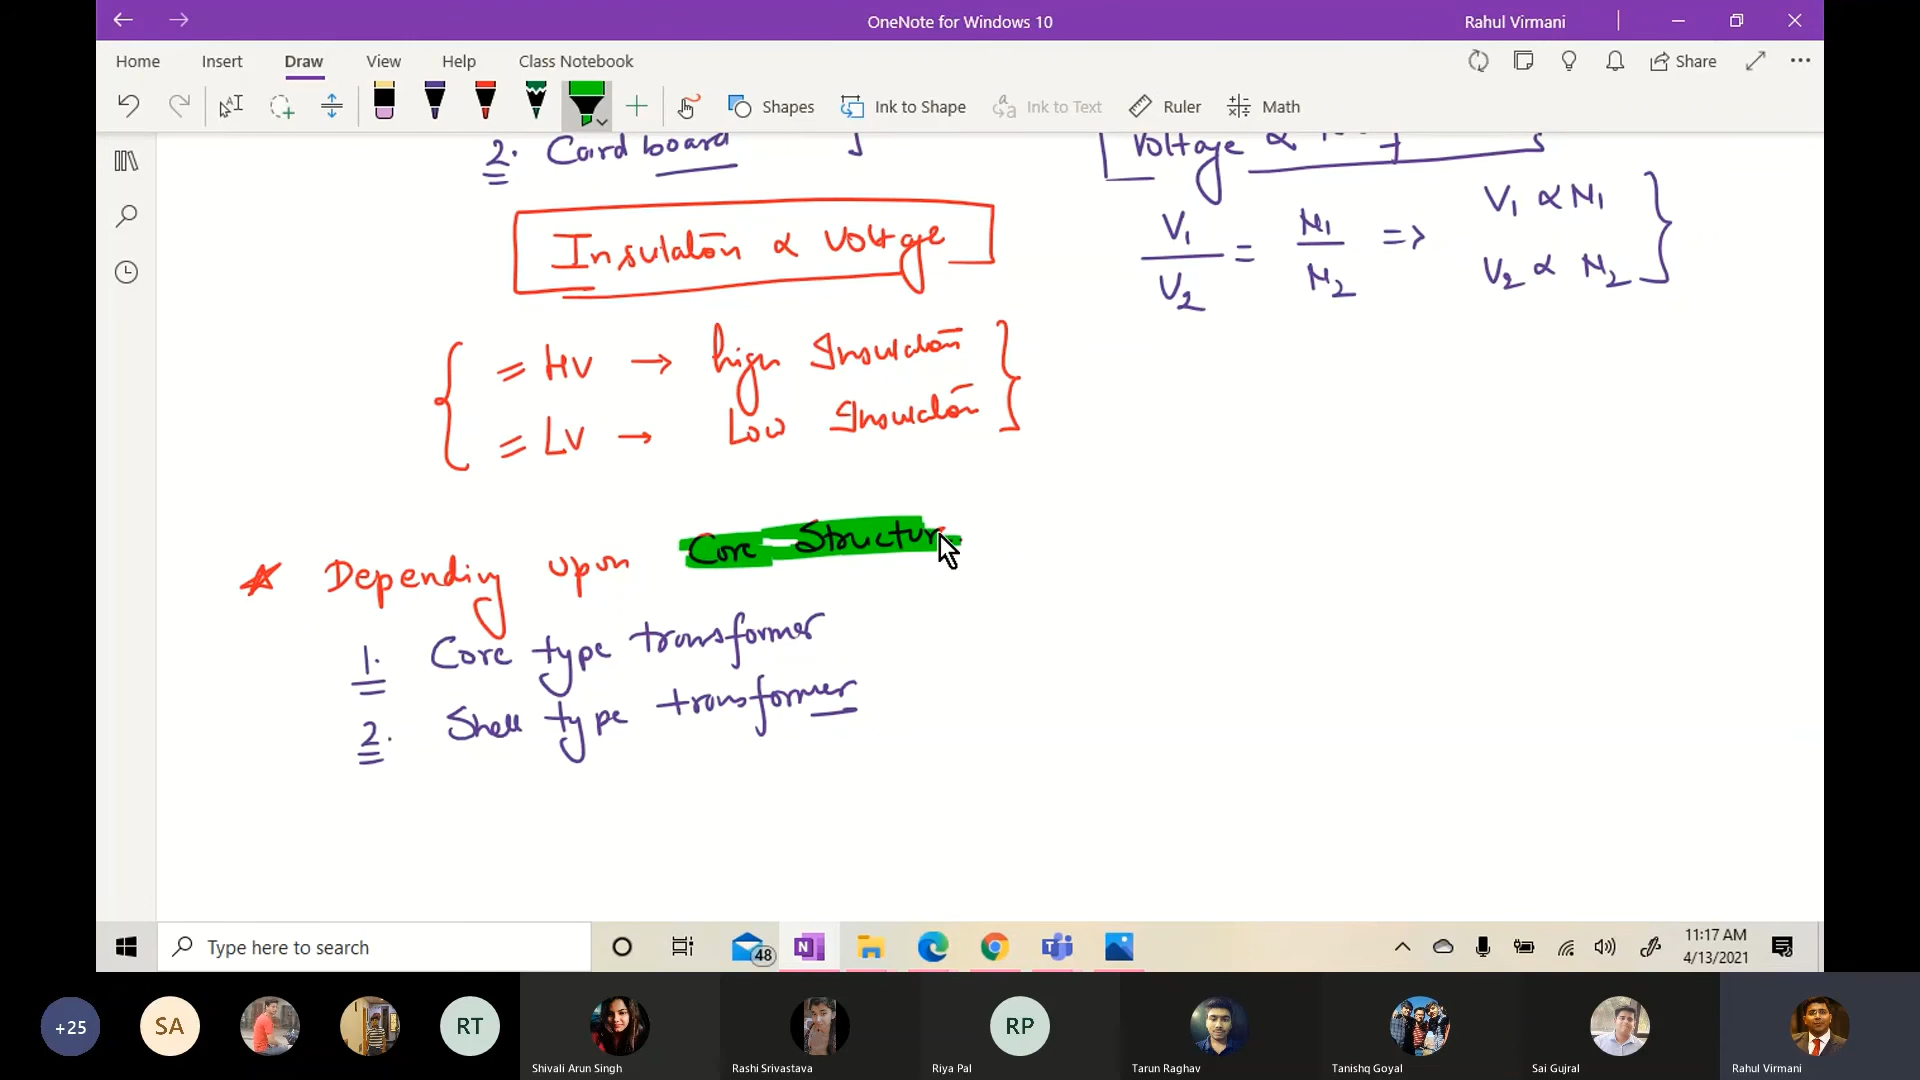 OneNote for Windows 10
Rahul Virmani
Home Insert Draw View Help Class Notebook
Share
Shapes Ink to Shape Ink to Text Ruler Math
2. Cardboard
Voltage ∝
Insulation ∝ Voltage
V1/V2 = N1/N2 => V1 ∝ N1
V2 ∝ N2
= HV → high Insulation
= LV → Low Insulation
Depending upon Core Structure
1. Core type transformer
2. Shell type transformer
Type here to search
48
11:17 AM
4/13/2021
+25
SA
RT
RP
Shivali Arun Singh
Rashi Srivastava
Riya Pal
Tarun Raghav
Tanishq Goyal
Sai Gujral
Rahul Virmani